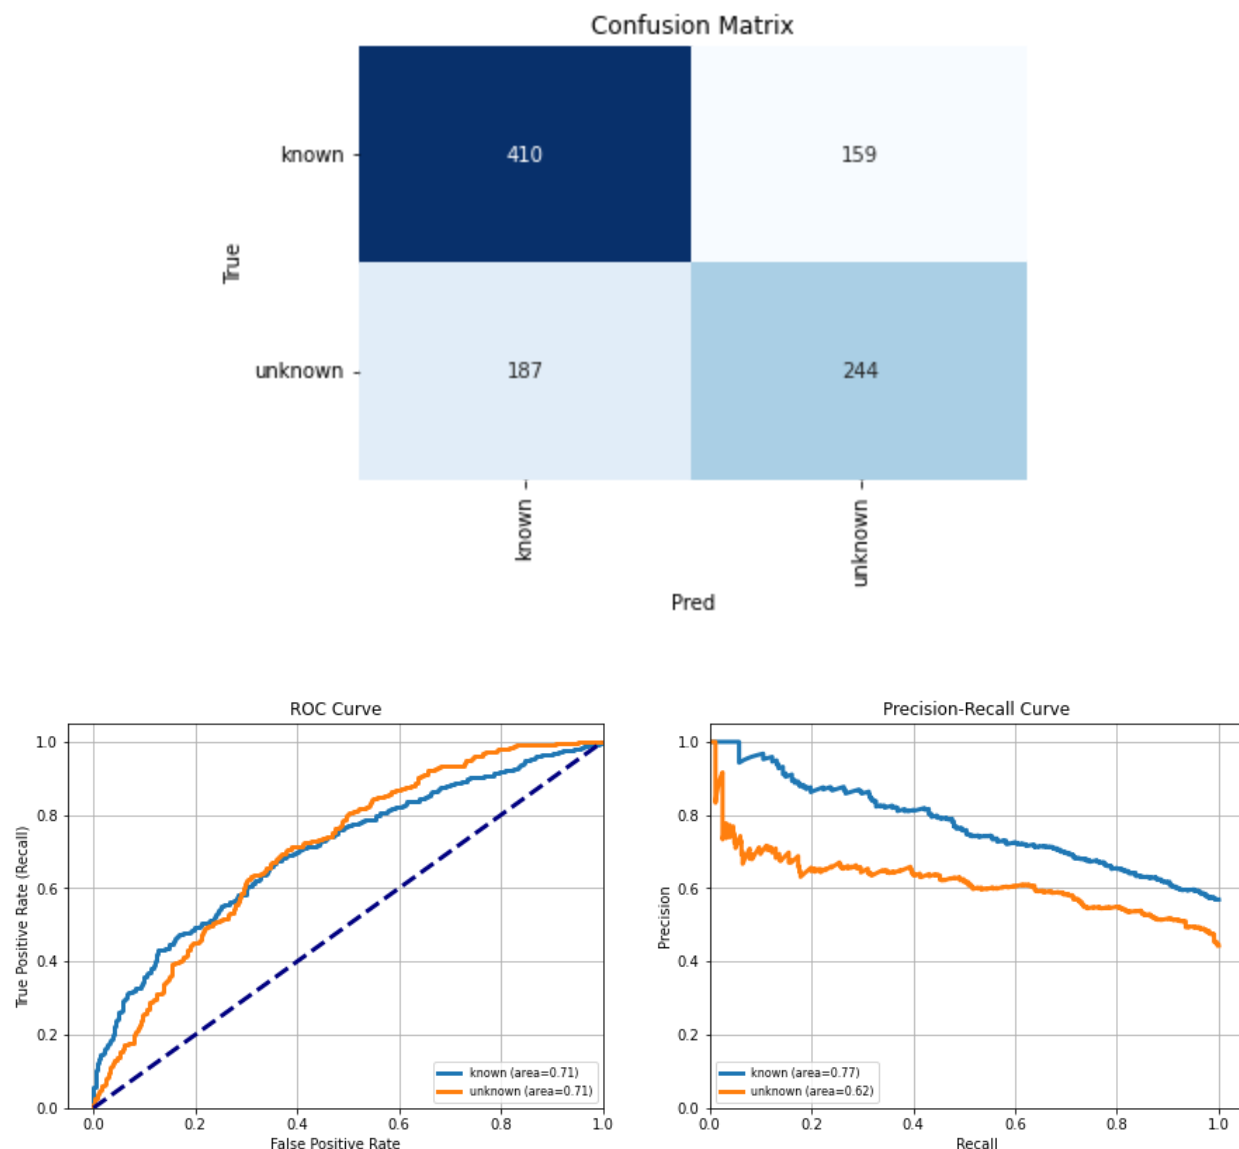 Confusion Matrix
known
410
159
True
unknown
187
244
known
unknown
Pred
ROC Curve
1.0
0.8
0.6
0.4
0.2
0.0
True Positive Rate (Recall)
known (area=0.71)
unknown (area=0.71)
0.0 0.2 0.4 0.6 0.8 1.0
False Positive Rate
Precision-Recall Curve
1.0
0.8
0.6
0.4
0.2
0.0
Precision
known (area=0.77)
unknown (area=0.62)
0.0 0.2 0.4 0.6 0.8 1.0
Recall